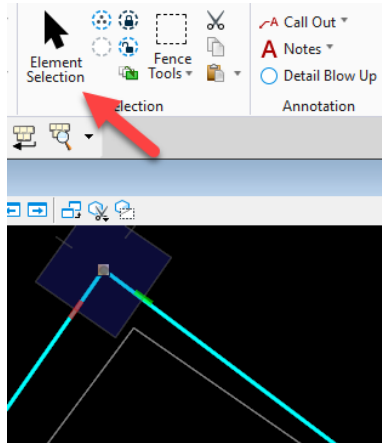 Element
Selection
Fence
Tools
Call Out
A Notes
Detail Blow Up
election
Annotation